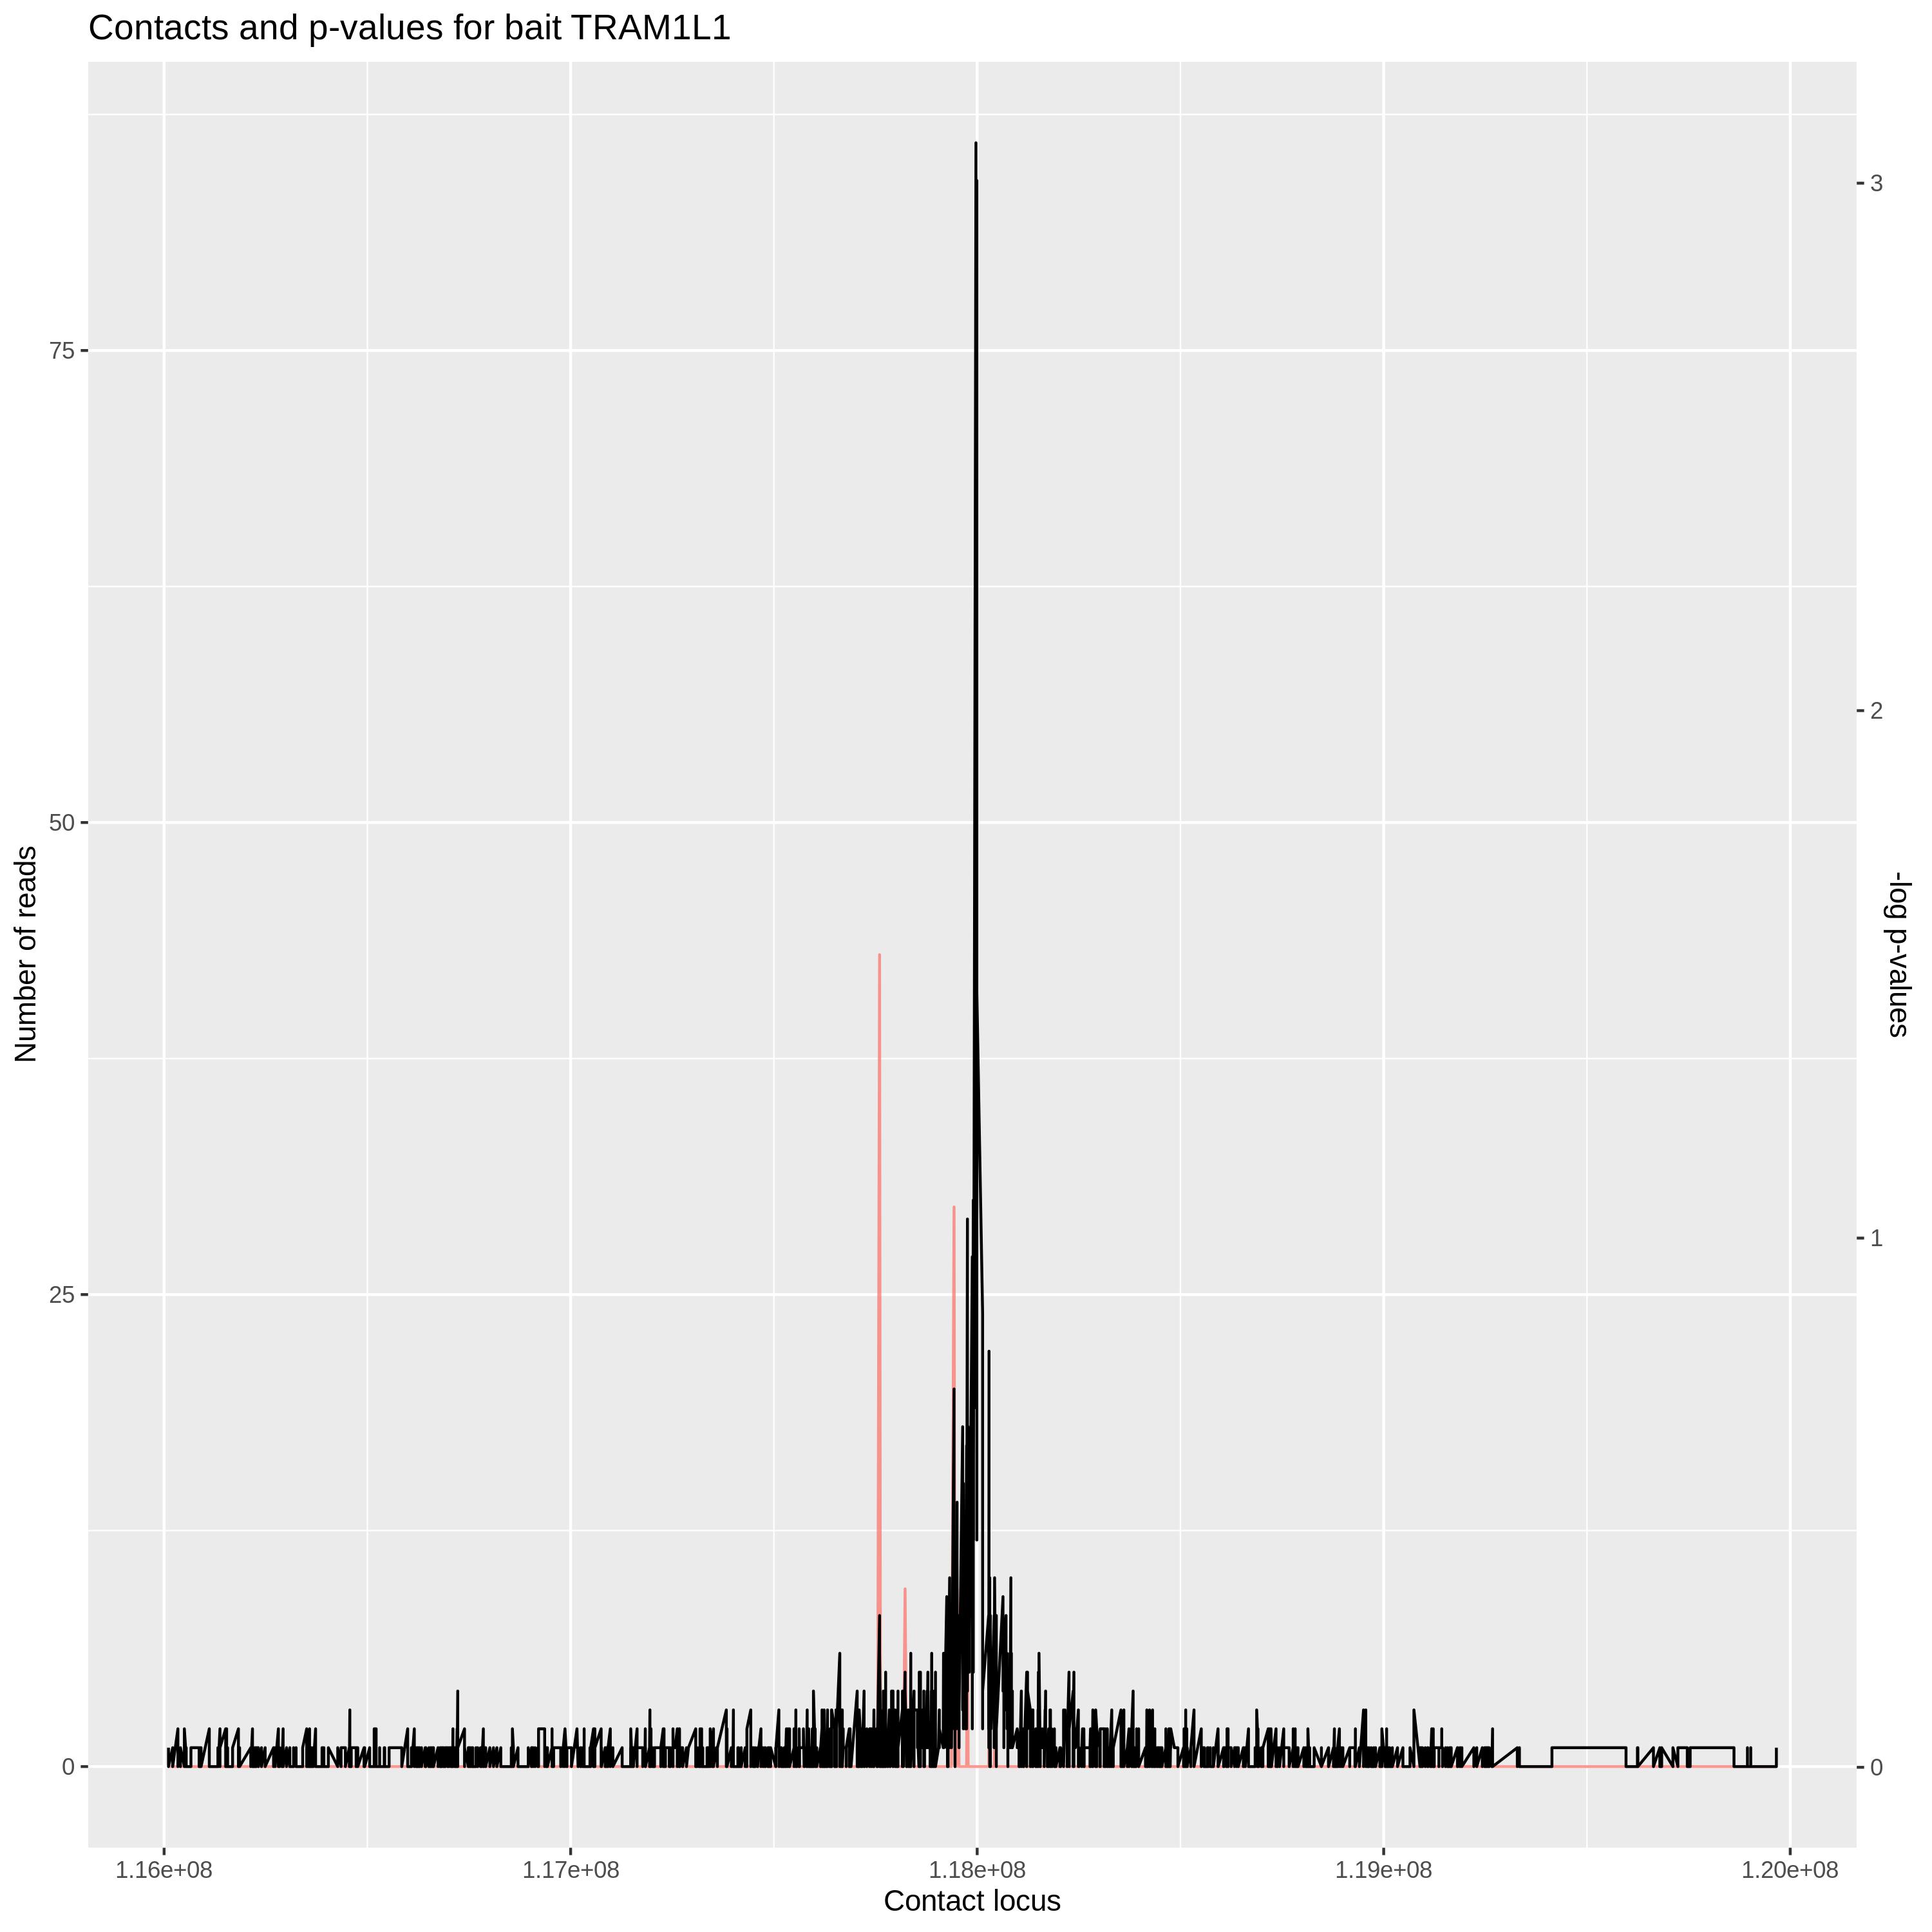 Contacts and p-values for bait TRAM1L1
Number of reads
75
50
25
0
3
2
1
0
-log p-values
1.16e+08
1.17e+08
1.18e+08
1.19e+08
1.20e+08
Contact locus